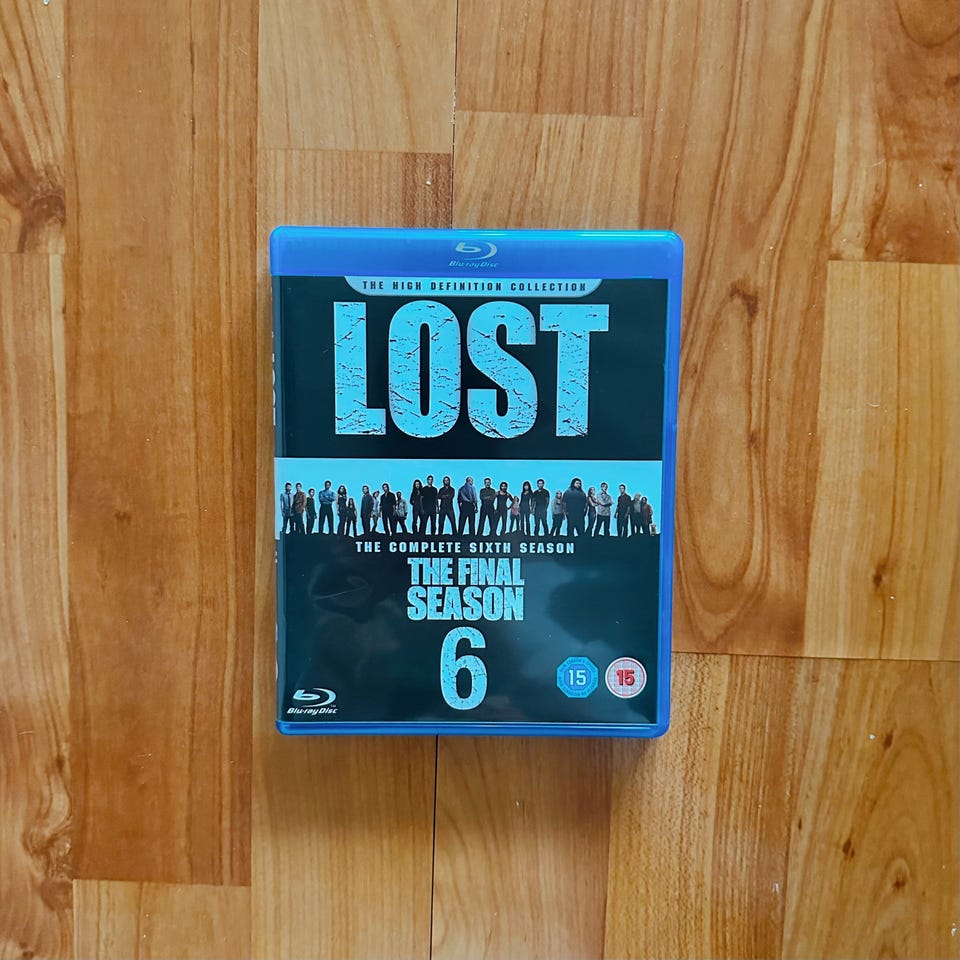 Blu-ray Disc
THE HIGH DEFINITION COLLECTION
LOST
THE COMPLETE SIXTH SEASON
THE FINAL
SEASON
6
15
15
Blu-ray Disc